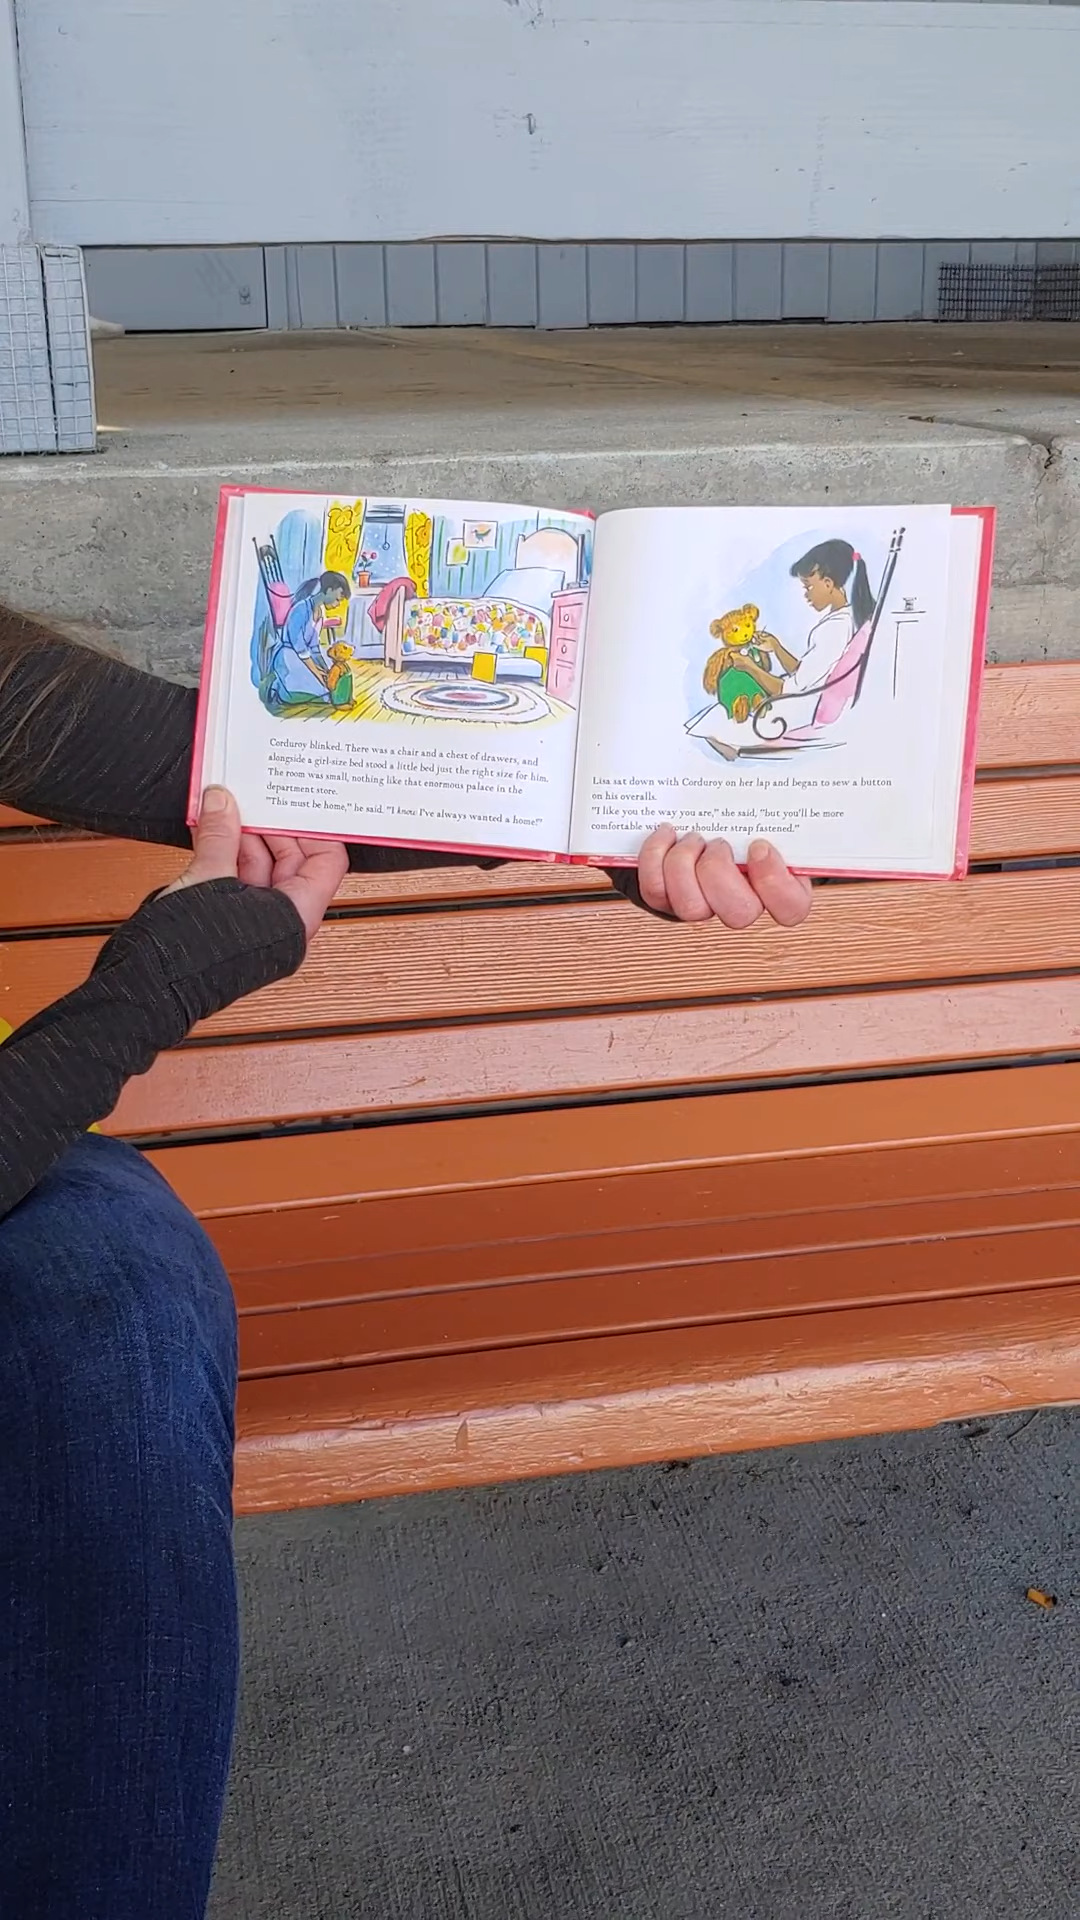 Corduroy blinked. There was a chair and a chest of drawers, and
alongside a girl-size bed stood a little bed just the right size for him.
The room was small, nothing like that enormous palace in the
department store.
"This must be home," he said. "I know I've always wanted a home!"
Lisa sat down with Corduroy on her lap and began to sew a button
on his overalls.
"I like you the way you are," she said, "but you'll be more
comfortable with your shoulder strap fastened."